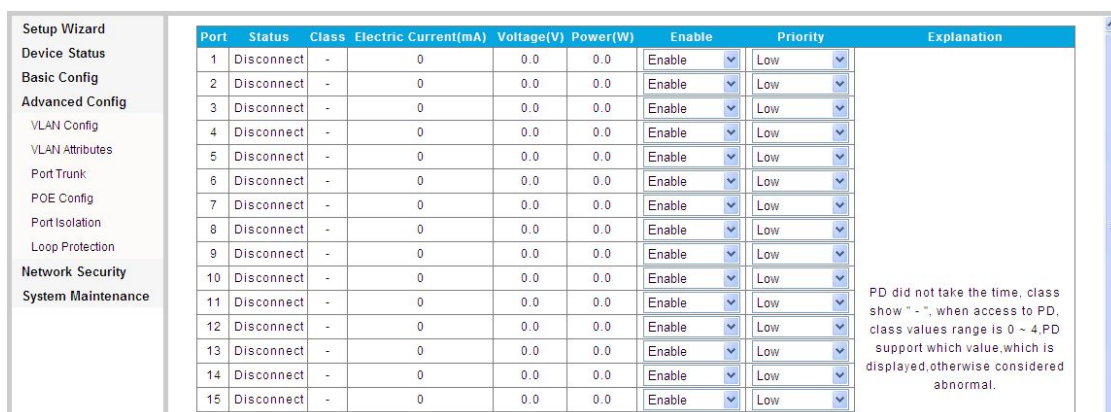 Setup Wizard
Device Status
Basic Config
Advanced Config
VLAN Config
VLAN Attributes
Port Trunk
POE Config
Port Isolation
Loop Protection
Network Security
System Maintenance
Port Status Class Electric Current(mA) Voltage(V) Power(W) Enable Priority Explanation
1 Disconnect - 0 0.0 0.0 Enable Low
2 Disconnect - 0 0.0 0.0 Enable Low
3 Disconnect - 0 0.0 0.0 Enable Low
4 Disconnect - 0 0.0 0.0 Enable Low
5 Disconnect - 0 0.0 0.0 Enable Low
6 Disconnect - 0 0.0 0.0 Enable Low
7 Disconnect - 0 0.0 0.0 Enable Low
8 Disconnect - 0 0.0 0.0 Enable Low
9 Disconnect - 0 0.0 0.0 Enable Low
10 Disconnect - 0 0.0 0.0 Enable Low
11 Disconnect - 0 0.0 0.0 Enable Low
12 Disconnect - 0 0.0 0.0 Enable Low
13 Disconnect - 0 0.0 0.0 Enable Low
14 Disconnect - 0 0.0 0.0 Enable Low
15 Disconnect - 0 0.0 0.0 Enable Low
PD did not take the time, class
show " - ", when access to PD,
class values range is 0 ~ 4,PD
support which value,which is
displayed,otherwise considered
abnormal.